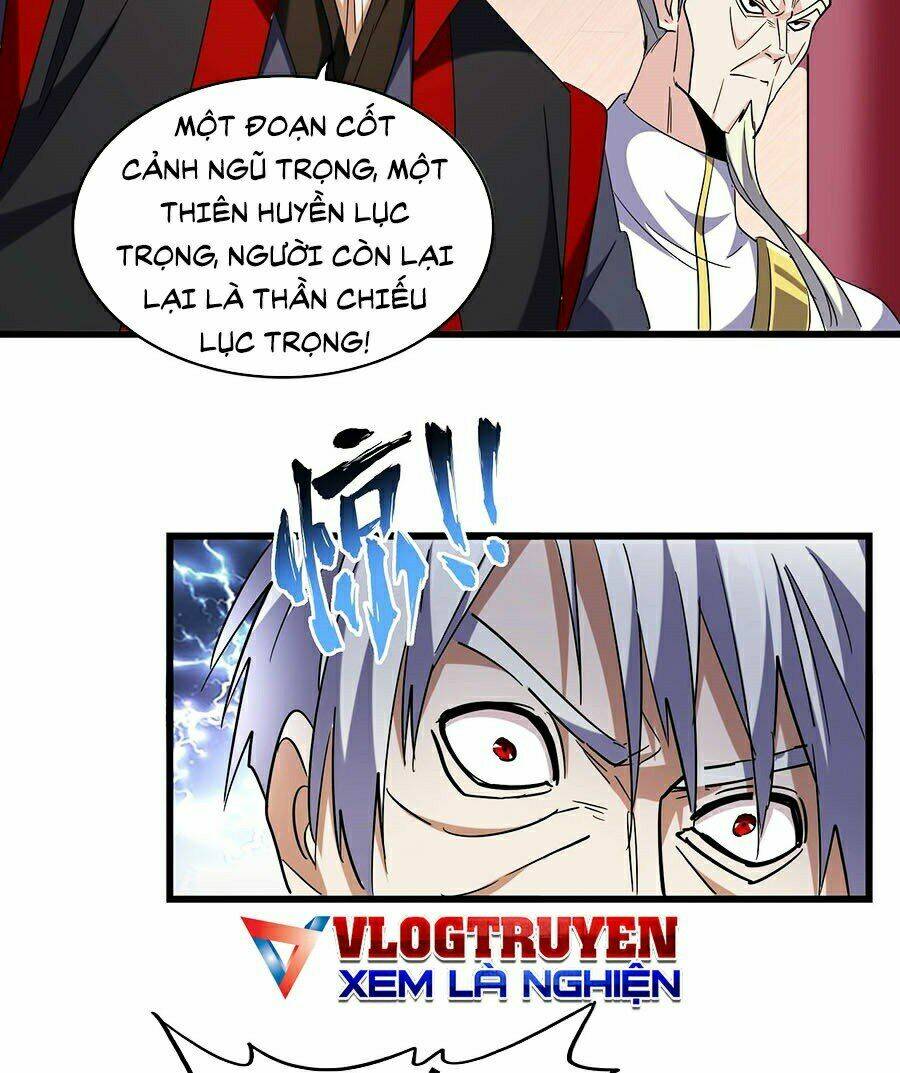 MỘT ĐOẠN CỐT
CẢNH NGŨ TRỌNG, MỘT
THIÊN HUYỀN LỤC
TRỌNG, NGƯỜI CÒN LẠI
LẠI LÀ THẦN CHIẾU
LỤC TRỌNG!
惊!!
VLOGTRUYEN
XEM LÀ NGHIỆN